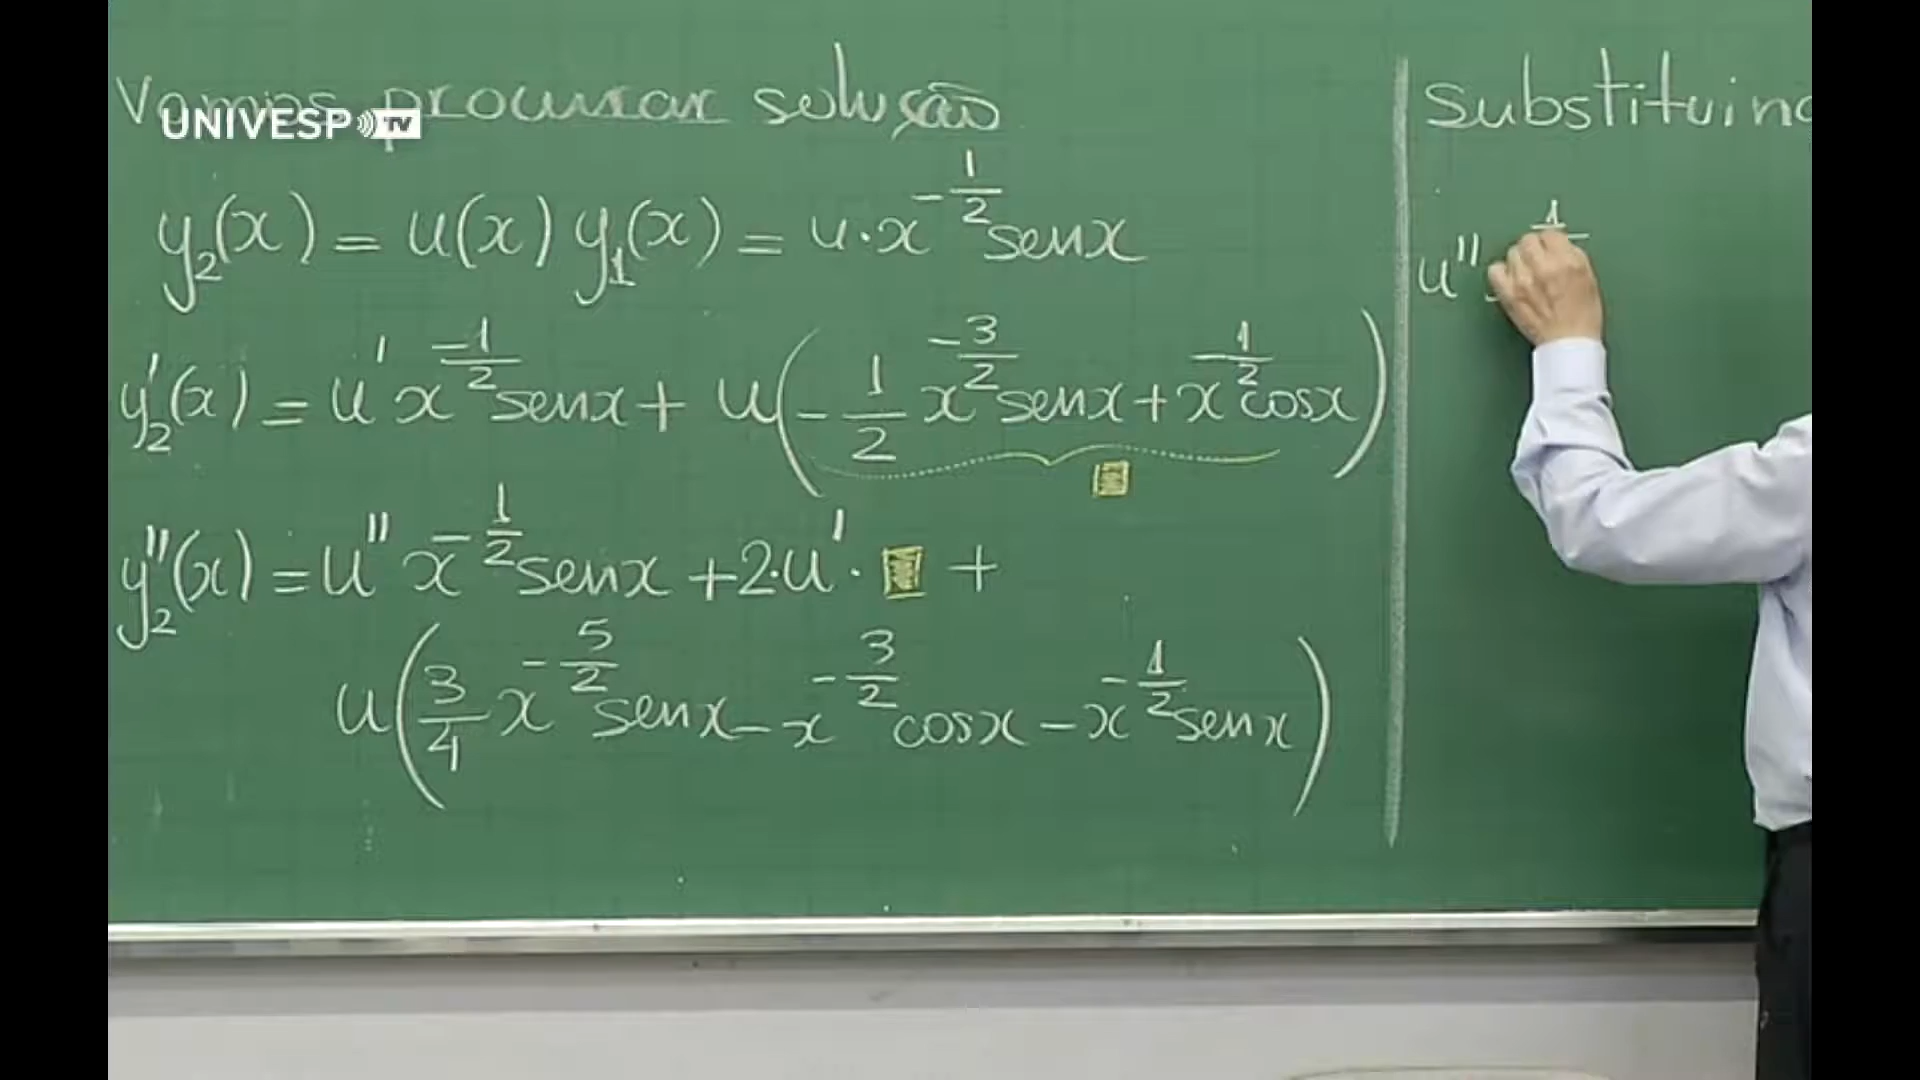 Vamos procurar solução
UNIVESP TV
y₂(x) = u(x) y₁(x) = u·x^(-1/2) senx
y₂'(x) = u' x^(-1/2) senx + u(-1/2 x^(-3/2) senx + x^(-1/2) cosx)
y₂''(x) = u'' x^(-1/2) senx + 2·u' · □ +
u(3/4 x^(-5/2) senx - x^(-3/2) cosx - x^(-1/2) senx)
Substituin
u''